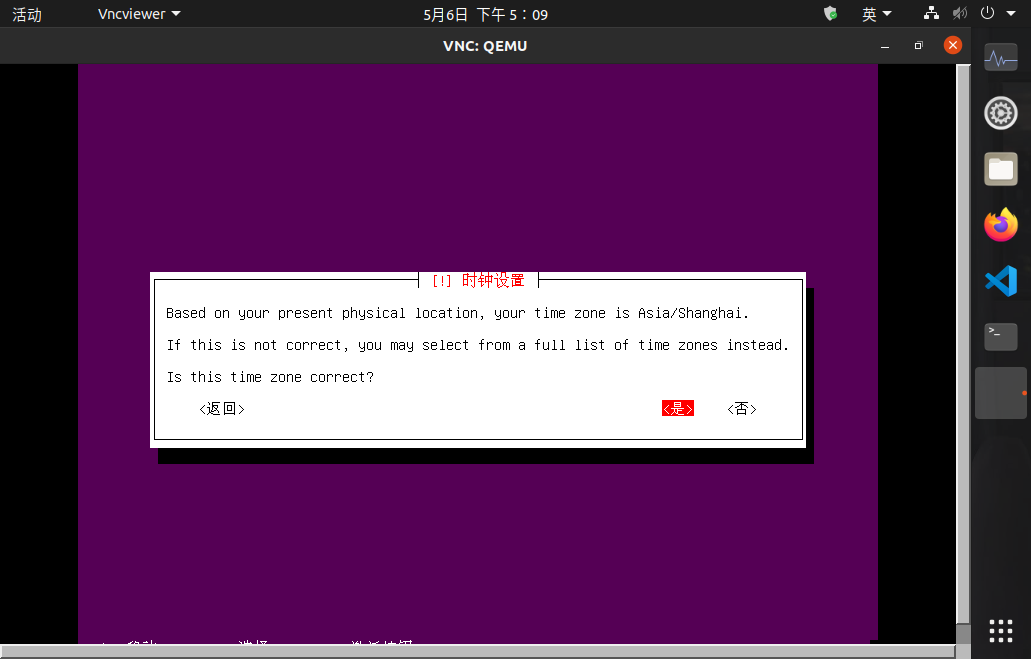 活动 Vncviewer 5月6日 下午 5：09 英
VNC: QEMU
[!] 时钟设置
Based on your present physical location, your time zone is Asia/Shanghai.
If this is not correct, you may select from a full list of time zones instead.
Is this time zone correct?
<返回> <是> <否>